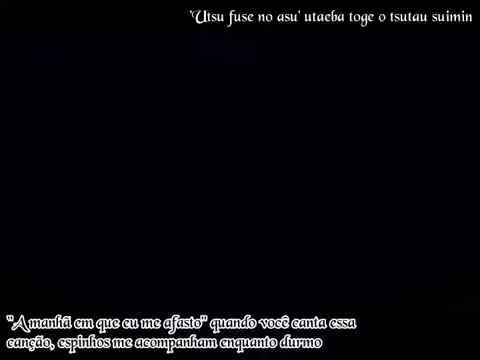 'Utsu fuse no asu' utaeba toge o tsutau suimin
"A manhã em que eu me afasto" quando você canta essa
canção, espinhos me acompanham enquanto durmo